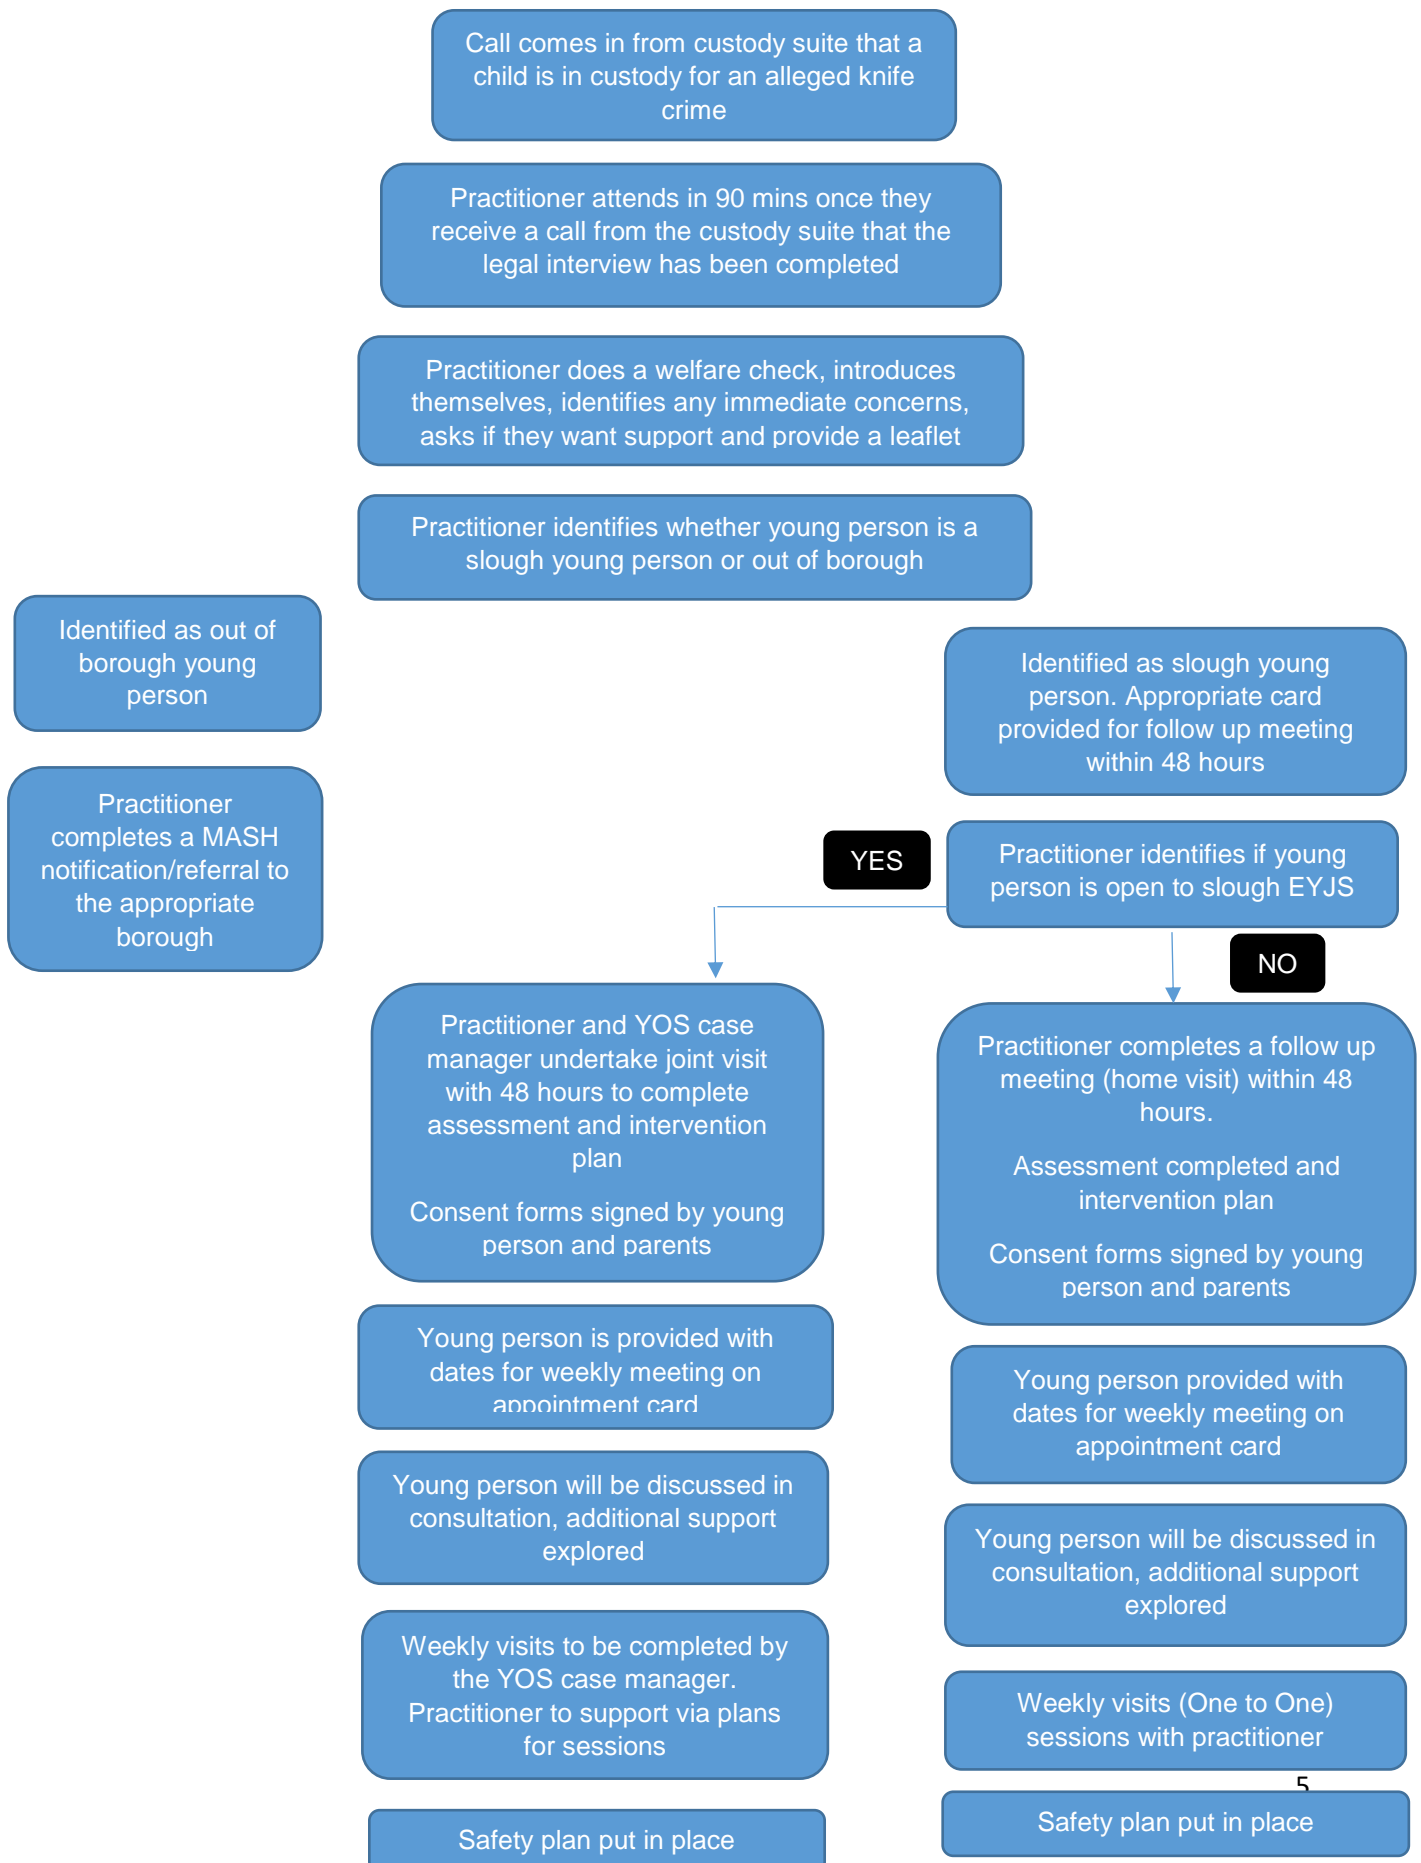 Call comes in from custody suite that a
child is in custody for an alleged knife
crime
Practitioner attends in 90 mins once they
receive a call from the custody suite that the
legal interview has been completed
Practitioner does a welfare check, introduces
themselves, identifies any immediate concerns,
asks if they want support and provide a leaflet
Practitioner identifies whether young person is a
slough young person or out of borough
Identified as out of
borough young
person
Practitioner
completes a MASH
notification/referral to
the appropriate
borough
Identified as slough young
person. Appropriate card
provided for follow up meeting
within 48 hours
Practitioner identifies if young
person is open to slough EYJS
YES
NO
Practitioner and YOS case
manager undertake joint visit
with 48 hours to complete
assessment and intervention
plan
Consent forms signed by young
person and parents
Young person is provided with
dates for weekly meeting on
appointment card
Young person will be discussed in
consultation, additional support
explored
Weekly visits to be completed by
the YOS case manager.
Practitioner to support via plans
for sessions
Safety plan put in place
Practitioner completes a follow up
meeting (home visit) within 48
hours.
Assessment completed and
intervention plan
Consent forms signed by young
person and parents
Young person provided with
dates for weekly meeting on
appointment card
Young person will be discussed in
consultation, additional support
explored
Weekly visits (One to One)
sessions with practitioner
5
Safety plan put in place